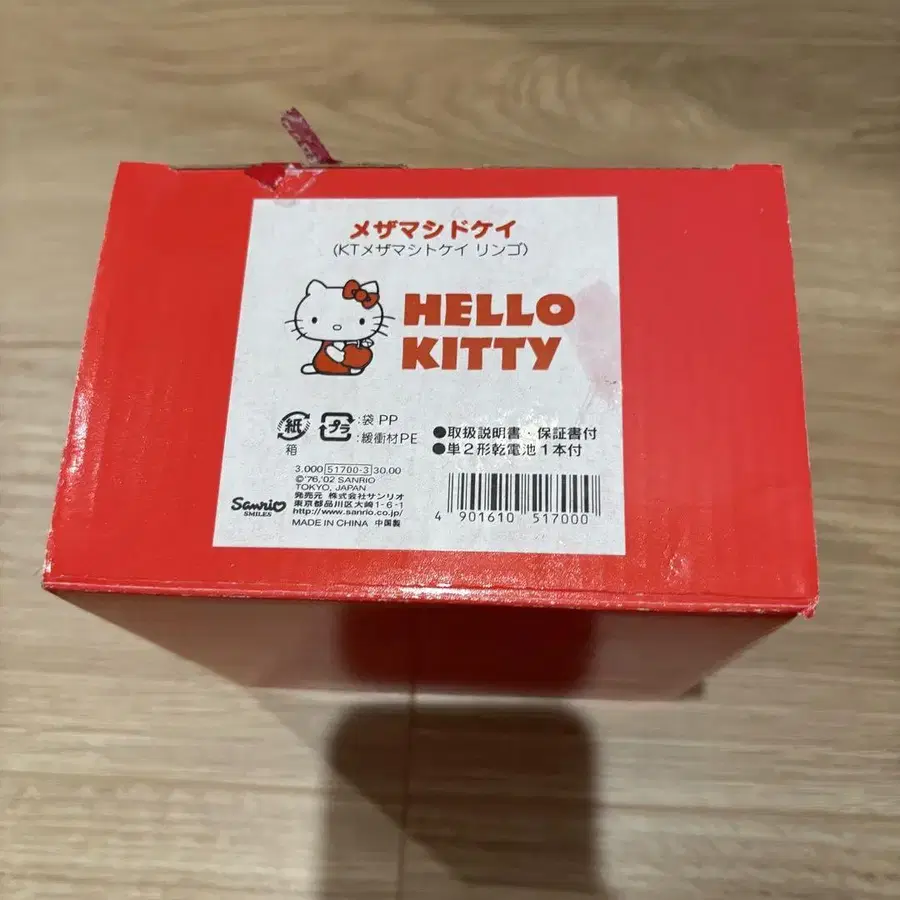 メザマシドケイ
(KTメザマシトケイ リンゴ)
HELLO
KITTY
紙
箱
プラ
:袋 PP
:緩衝材PE
●取扱説明書・保証書付
●単2形乾電池1本付
3.000 51700-3 30.00
©'76,'02 SANRIO
TOKYO, JAPAN
発売元 株式会社サンリオ
東京都品川区大崎1-6-1
http://www.sanrio.co.jp/
MADE IN CHINA 中国製
Sanrio
SMILES
4 901610 517000